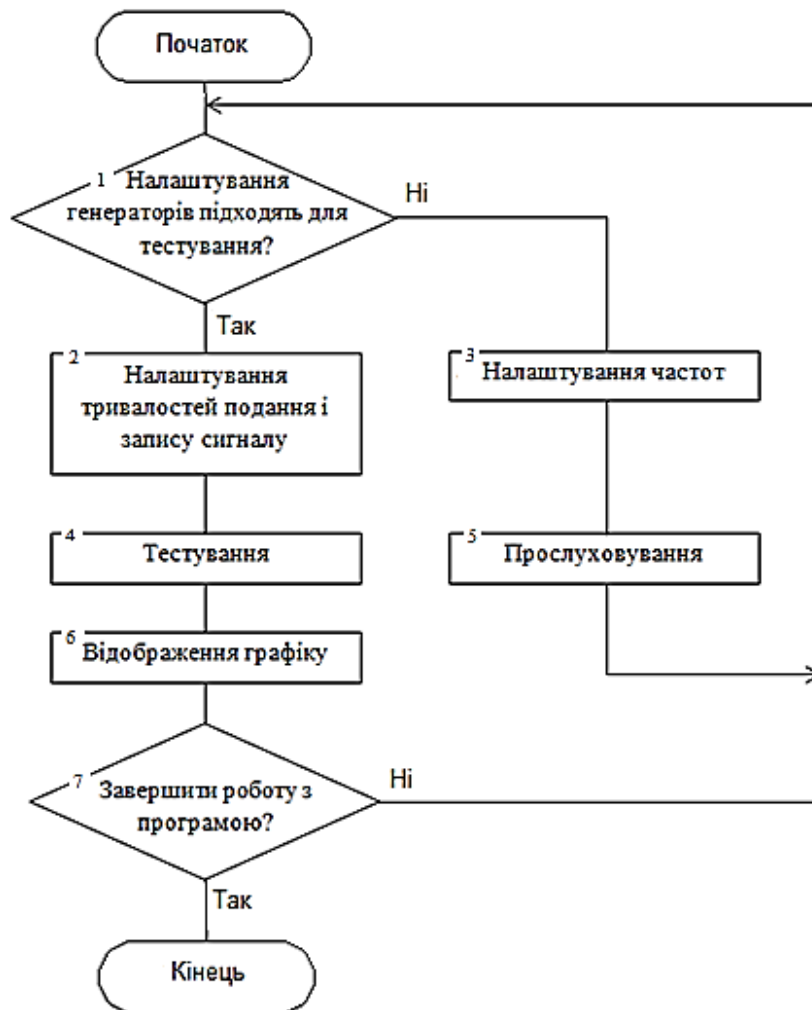 Початок
1 Налаштування
генераторів підходять для
тестування?
Ні
Так
2
Налаштування
тривалостей подання і
запису сигналу
3
Налаштування частот
4
Тестування
5
Прослуховування
6
Відображення графіку
7
Завершити роботу з
програмою?
Ні
Так
Кінець